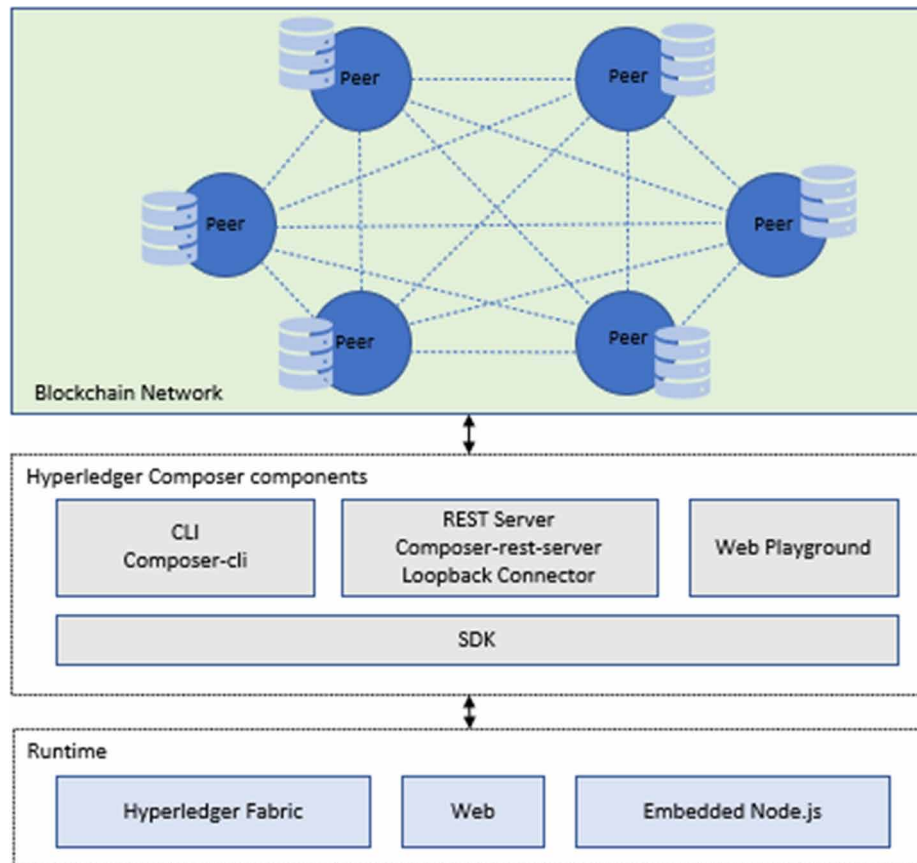 Peer
Peer
Peer
Peer
Peer
Peer
Blockchain Network
Hyperledger Composer components
CLI
Composer-cli
REST Server
Composer-rest-server
Loopback Connector
Web Playground
SDK
Runtime
Hyperledger Fabric
Web
Embedded Node.js